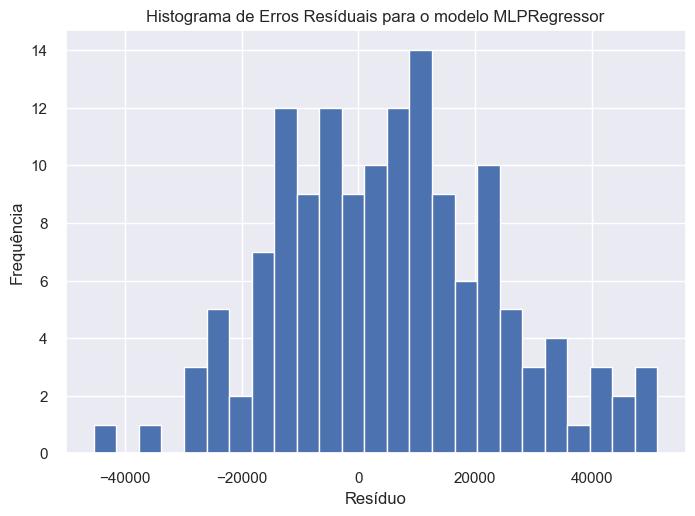 Histograma de Erros Resíduais para o modelo MLPRegressor
14
12
10
8
6
4
2
0
Frequência
−40000 −20000 0 20000 40000
Resíduo